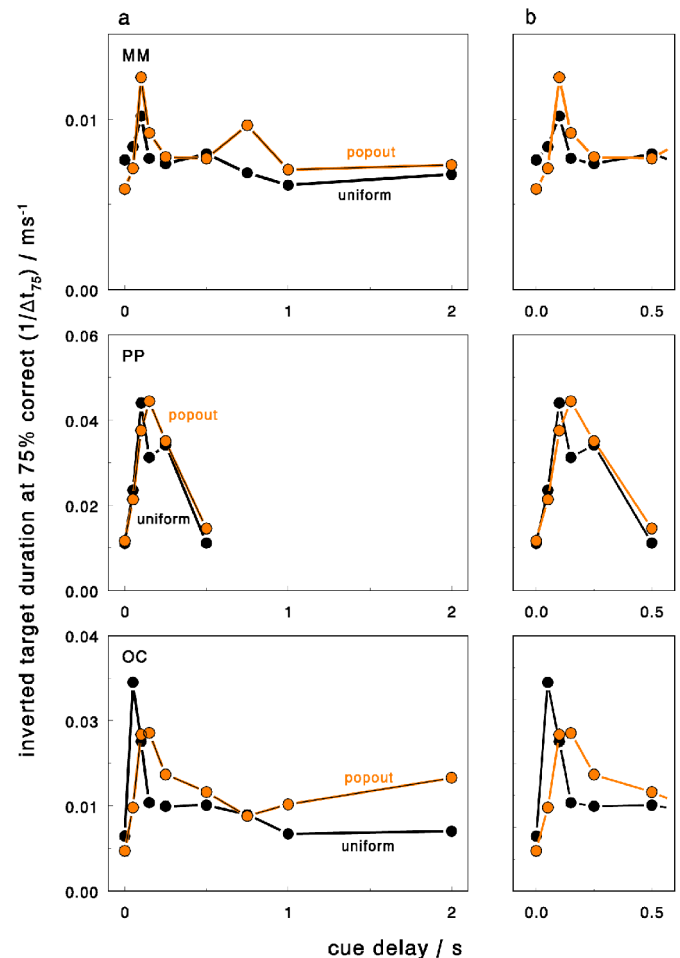 a
b
inverted target duration at 75% correct (1/Δt75) / ms-1
MM
0.01
popout
uniform
0.00
0
1
2
0.0
0.5
0.06
PP
0.04
popout
0.02
uniform
0.00
0
1
2
0.0
0.5
0.04
OC
0.03
popout
0.01
uniform
0.00
0
1
2
0.0
0.5
cue delay / s